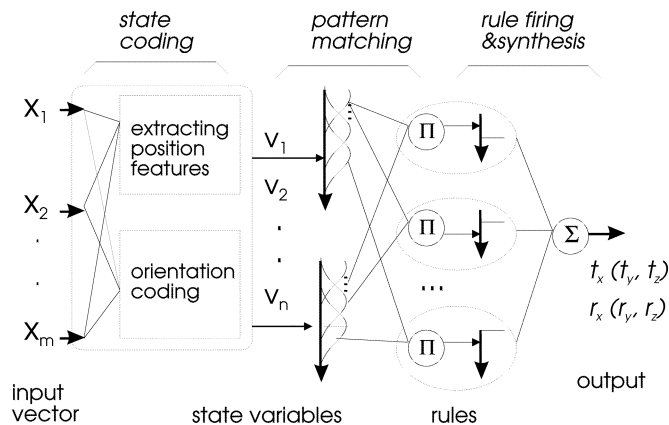 state
coding
pattern
matching
rule firing
&synthesis
X1
X2
.
.
Xm
extracting
position
features
orientation
coding
v1
v2
.
.
vn
Π
Π
...
Π
Σ
tx (ty, tz)
rx (ry, rz)
input
vector
state variables
rules
output